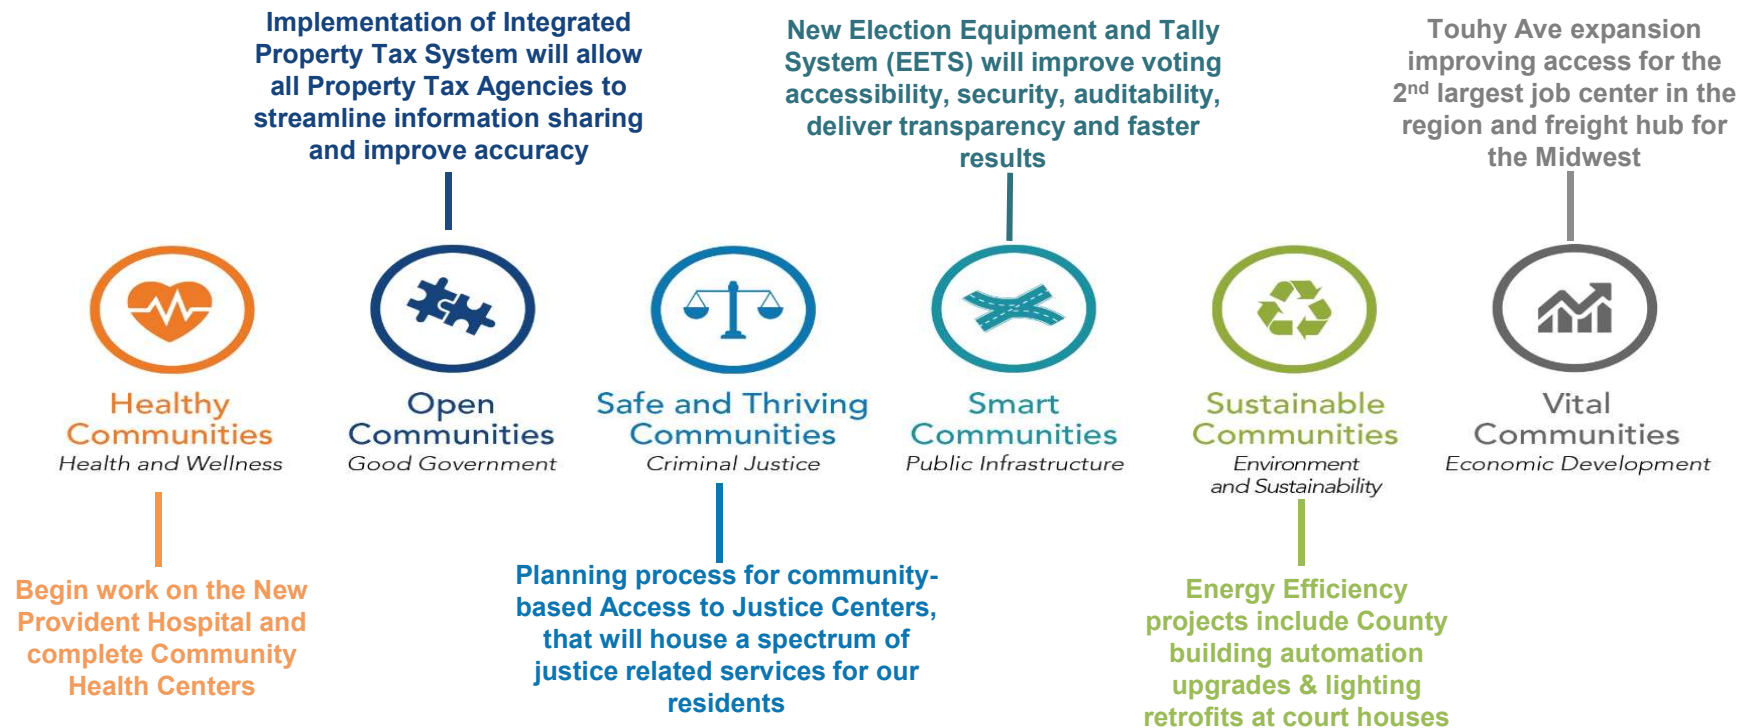 Implementation of Integrated
Property Tax System will allow
all Property Tax Agencies to
streamline information sharing
and improve accuracy
New Election Equipment and Tally
System (EETS) will improve voting
accessibility, security, auditability,
deliver transparency and faster
results
Touhy Ave expansion
improving access for the
2nd largest job center in the
region and freight hub for
the Midwest
Healthy
Communities
Health and Wellness
Open
Communities
Good Government
Safe and Thriving
Communities
Criminal Justice
Smart
Communities
Public Infrastructure
Sustainable
Communities
Environment
and Sustainability
Vital
Communities
Economic Development
Begin work on the New
Provident Hospital and
complete Community
Health Centers
Planning process for community-
based Access to Justice Centers,
that will house a spectrum of
justice related services for our
residents
Energy Efficiency
projects include County
building automation
upgrades & lighting
retrofits at court houses